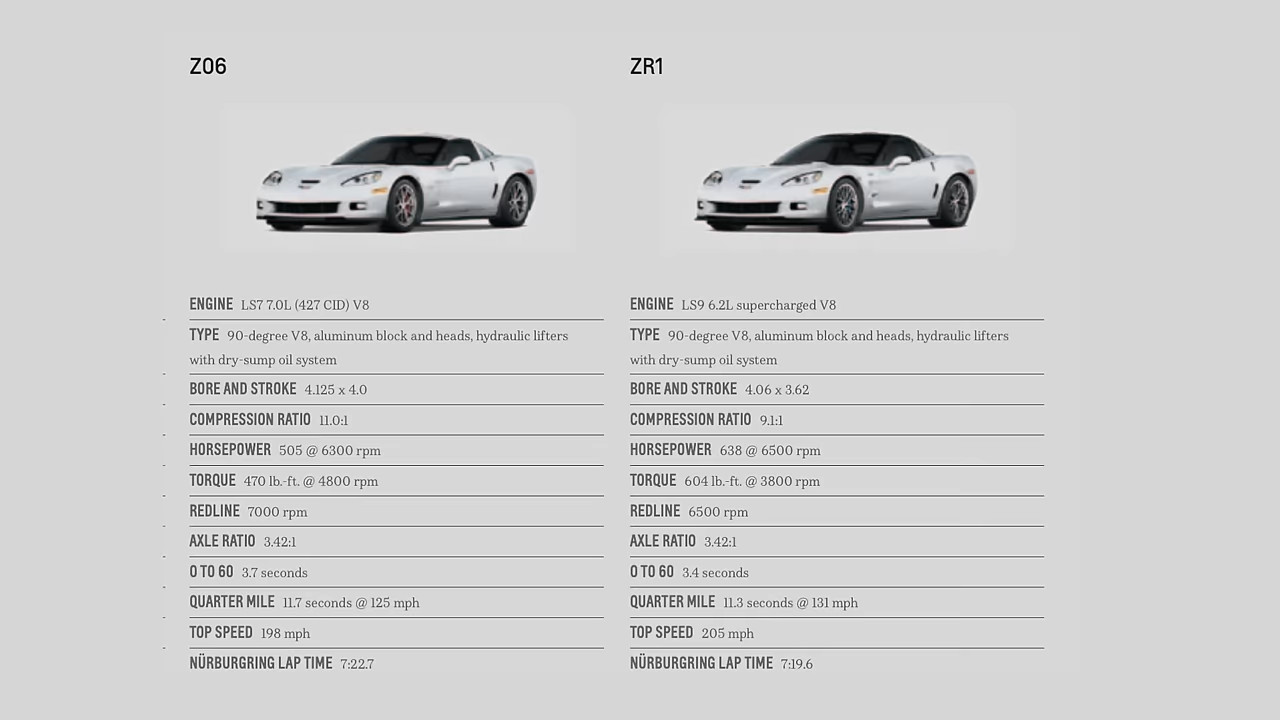 Z06
ENGINE LS7 7.0L (427 CID) V8
TYPE 90-degree V8, aluminum block and heads, hydraulic lifters
with dry-sump oil system
BORE AND STROKE 4.125 x 4.0
COMPRESSION RATIO 11.0:1
HORSEPOWER 505 @ 6300 rpm
TORQUE 470 lb.-ft. @ 4800 rpm
REDLINE 7000 rpm
AXLE RATIO 3.42:1
0 TO 60 3.7 seconds
QUARTER MILE 11.7 seconds @ 125 mph
TOP SPEED 198 mph
NÜRBURGRING LAP TIME 7:22.7
ZR1
ENGINE LS9 6.2L supercharged V8
TYPE 90-degree V8, aluminum block and heads, hydraulic lifters
with dry-sump oil system
BORE AND STROKE 4.06 x 3.62
COMPRESSION RATIO 9.1:1
HORSEPOWER 638 @ 6500 rpm
TORQUE 604 lb.-ft. @ 3800 rpm
REDLINE 6500 rpm
AXLE RATIO 3.42:1
0 TO 60 3.4 seconds
QUARTER MILE 11.3 seconds @ 131 mph
TOP SPEED 205 mph
NÜRBURGRING LAP TIME 7:19.6